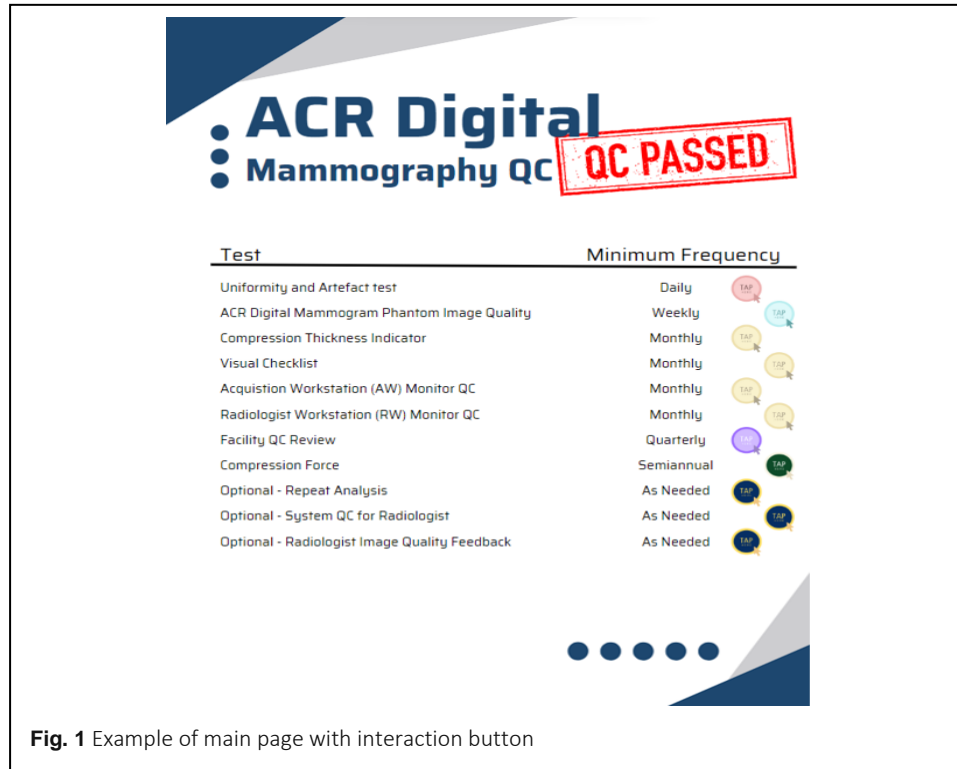 ACR Digital
Mammography QC
QC PASSED
Test Minimum Frequency
Uniformity and Artefact test Daily TAP
ACR Digital Mammogram Phantom Image Quality Weekly TAP
Compression Thickness Indicator Monthly TAP
Visual Checklist Monthly TAP
Acquistion Workstation (AW) Monitor QC Monthly TAP
Radiologist Workstation (RW) Monitor QC Monthly TAP
Facility QC Review Quarterly TAP
Compression Force Semiannual TAP
Optional - Repeat Analysis As Needed TAP
Optional - System QC for Radiologist As Needed TAP
Optional - Radiologist Image Quality Feedback As Needed TAP
Fig. 1 Example of main page with interaction button